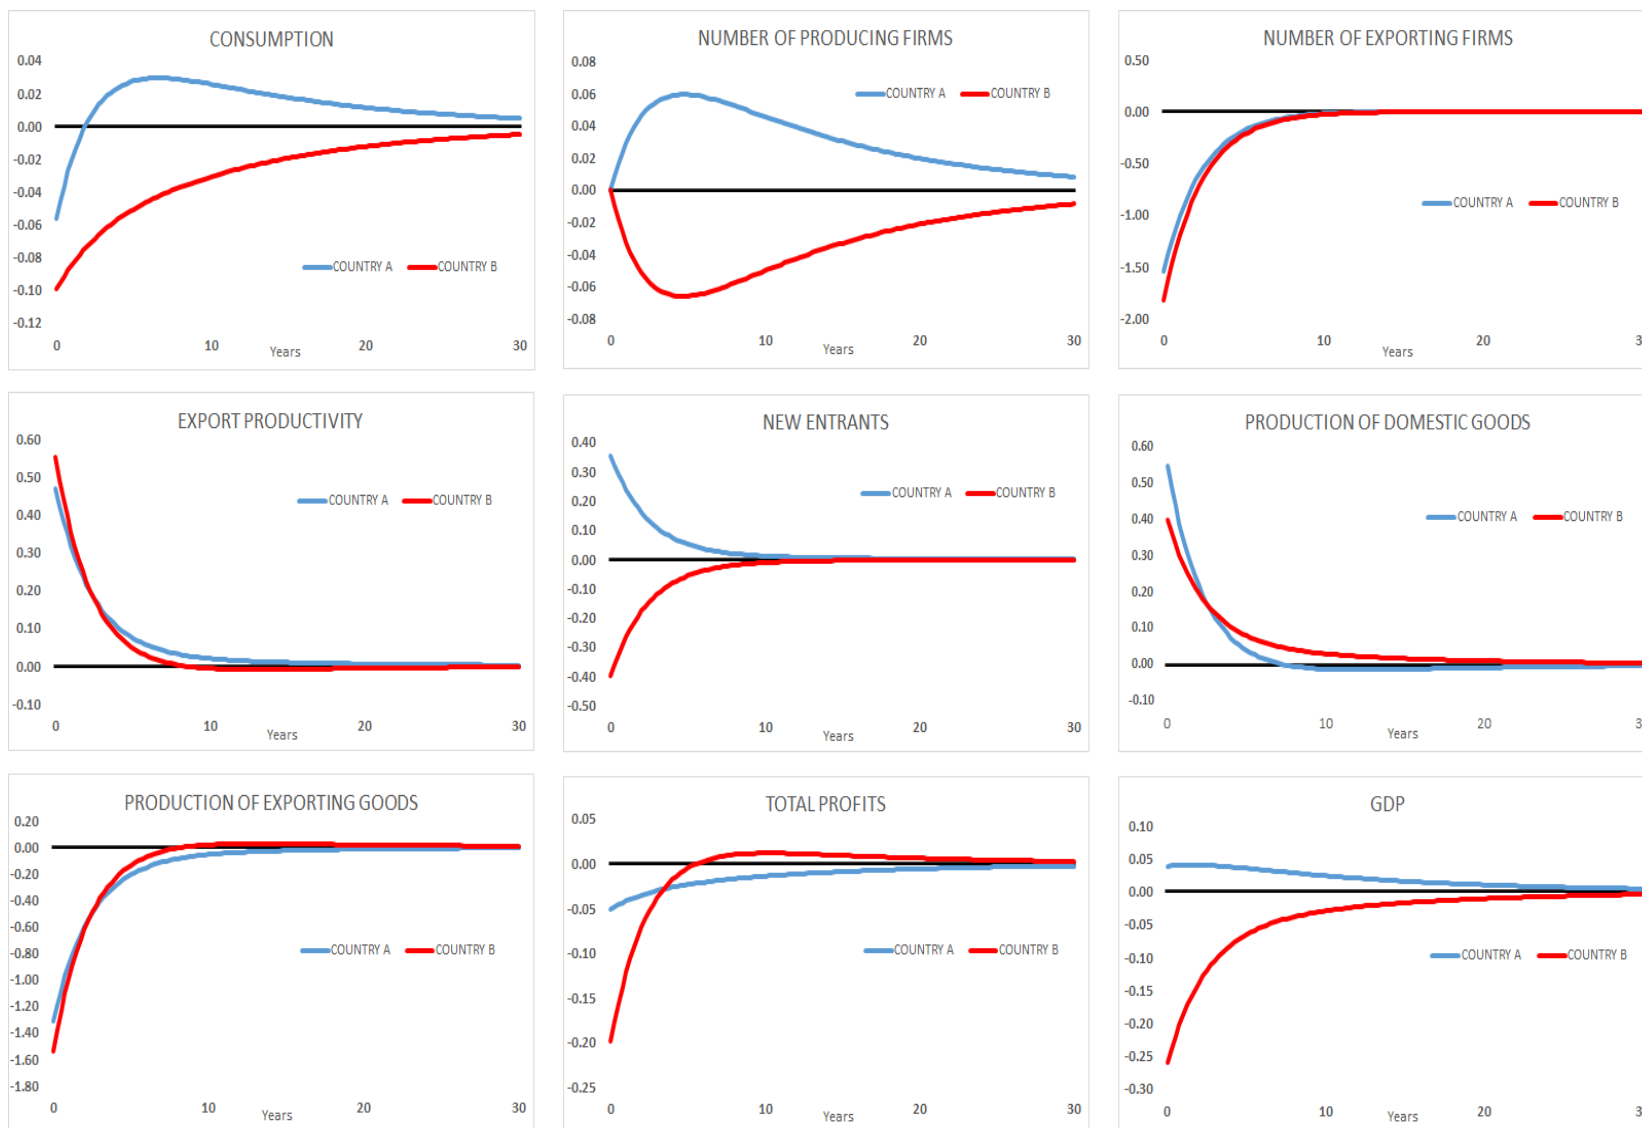 CONSUMPTION
0.04
0.02
0.00
-0.02
-0.04
-0.06
-0.08
-0.10
-0.12
COUNTRY A COUNTRY B
0 10 20 30
Years
NUMBER OF PRODUCING FIRMS
0.08
0.06
0.04
0.02
0.00
-0.02
-0.04
-0.06
-0.08
COUNTRY A COUNTRY B
0 10 20 30
Years
NUMBER OF EXPORTING FIRMS
0.50
0.00
-0.50
-1.00
-1.50
-2.00
COUNTRY A COUNTRY B
0 10 20 3
Years
EXPORT PRODUCTIVITY
0.60
0.50
0.40
0.30
0.20
0.10
0.00
-0.10
COUNTRY A COUNTRY B
0 10 20 30
Years
NEW ENTRANTS
0.40
0.30
0.20
0.10
0.00
-0.10
-0.20
-0.30
-0.40
-0.50
COUNTRY A COUNTRY B
0 10 20 30
Years
PRODUCTION OF DOMESTIC GOODS
0.60
0.50
0.40
0.30
0.20
0.10
0.00
-0.10
COUNTRY A COUNTRY B
0 10 20 3
Years
PRODUCTION OF EXPORTING GOODS
0.20
0.00
-0.20
-0.40
-0.60
-0.80
-1.00
-1.20
-1.40
-1.60
-1.80
COUNTRY A COUNTRY B
0 10 20 30
Years
TOTAL PROFITS
0.05
0.00
-0.05
-0.10
-0.15
-0.20
-0.25
COUNTRY A COUNTRY B
0 10 20 30
Years
GDP
0.10
0.05
0.00
-0.05
-0.10
-0.15
-0.20
-0.25
-0.30
COUNTRY A COUNTRY B
0 10 20 3
Years